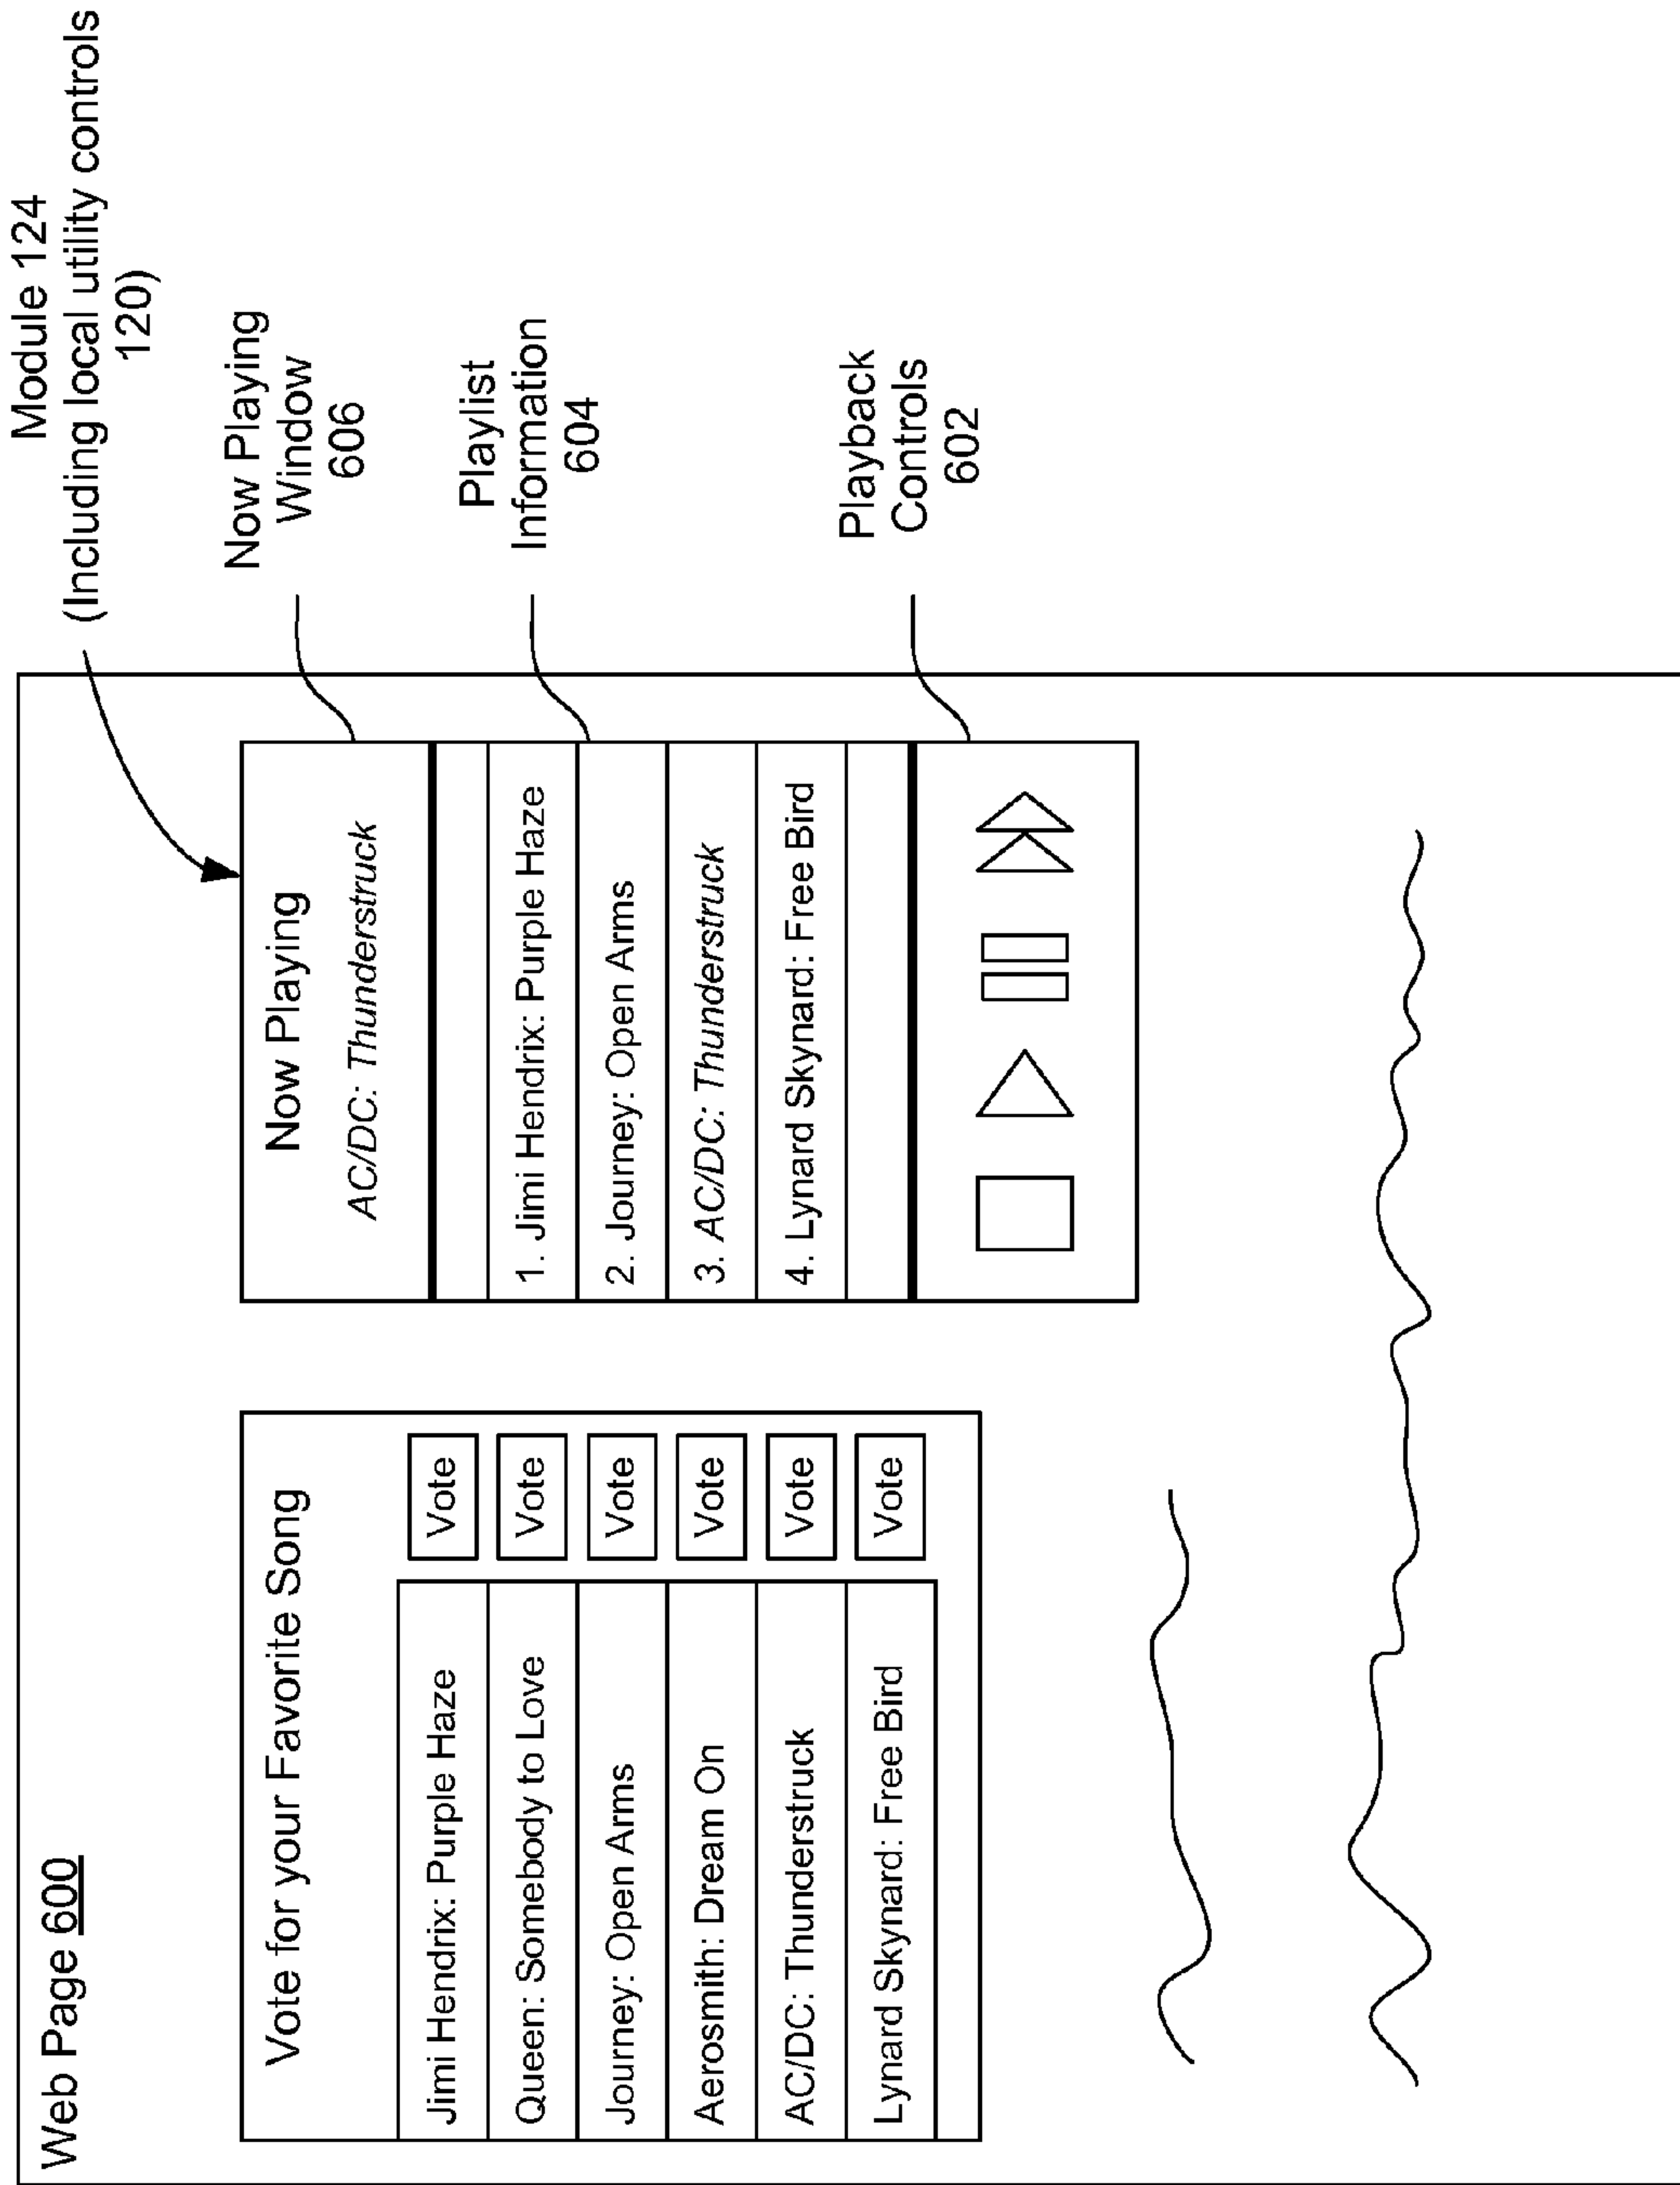 Web Page 600
Vote for your Favorite Song
Jimi Hendrix: Purple Haze
Vote
Queen: Somebody to Love
Vote
Journey: Open Arms
Vote
Aerosmith: Dream On
Vote
AC/DC: Thunderstruck
Vote
Lynard Skynard: Free Bird
Vote
Now Playing
AC/DC: Thunderstruck
1. Jimi Hendrix: Purple Haze
2. Journey: Open Arms
3. AC/DC: Thunderstruck
4. Lynard Skynard: Free Bird
Module 124
(Including local utility controls
120)
Now Playing
Window
606
Playlist
Information
604
Playback
Controls
602